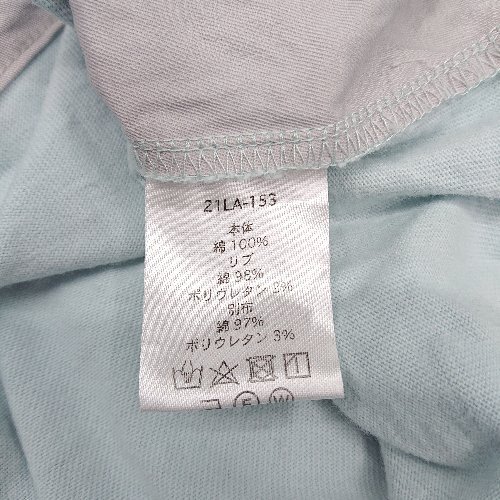 21LA-153
本体
綿 100%
リブ
綿 98%
ポリウレタン 2%
別布
綿 97%
ポリウレタン 3%
F W